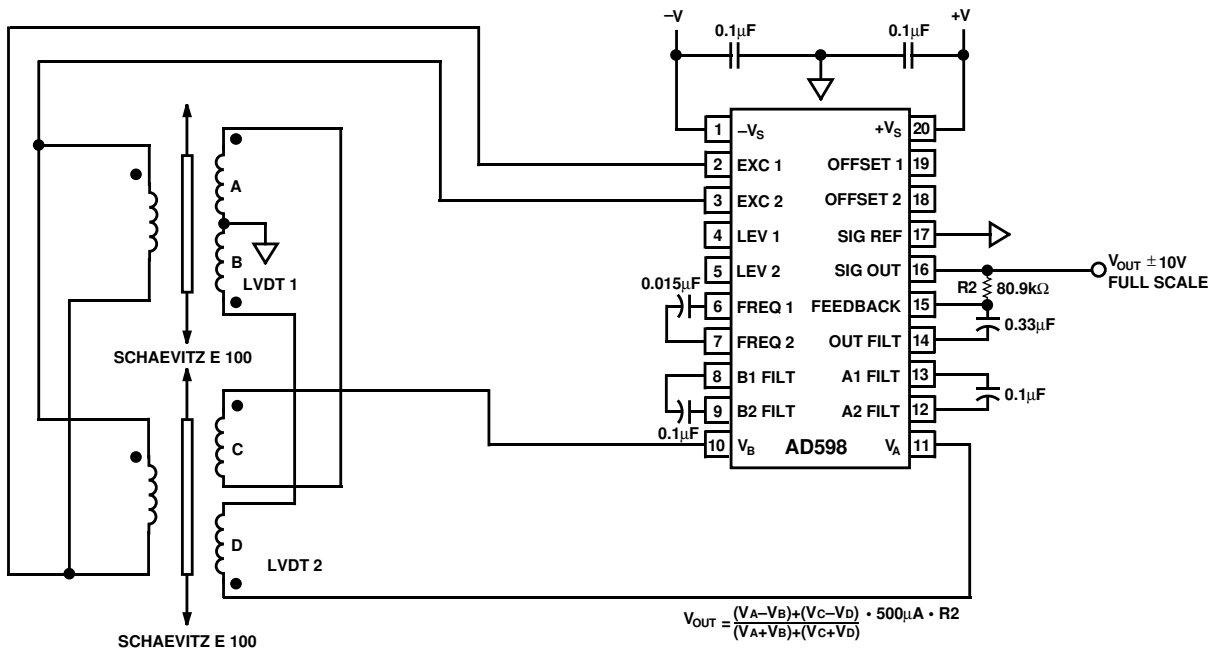 –V
+V
0.1μF
0.1μF
1 –VS
+VS 20
2 EXC 1
OFFSET 1 19
3 EXC 2
OFFSET 2 18
4 LEV 1
SIG REF 17
5 LEV 2
SIG OUT 16
6 FREQ 1
FEEDBACK 15
7 FREQ 2
OUT FILT 14
8 B1 FILT
A1 FILT 13
9 B2 FILT
A2 FILT 12
10 VB
AD598
VA 11
0.015μF
0.1μF
VOUT ±10V
FULL SCALE
R2 80.9kΩ
0.33μF
0.1μF
A
B
LVDT 1
SCHAEVITZ E 100
C
D
LVDT 2
SCHAEVITZ E 100
VOUT = (VA–VB)+(VC–VD) • 500μA • R2
(VA+VB)+(VC+VD)